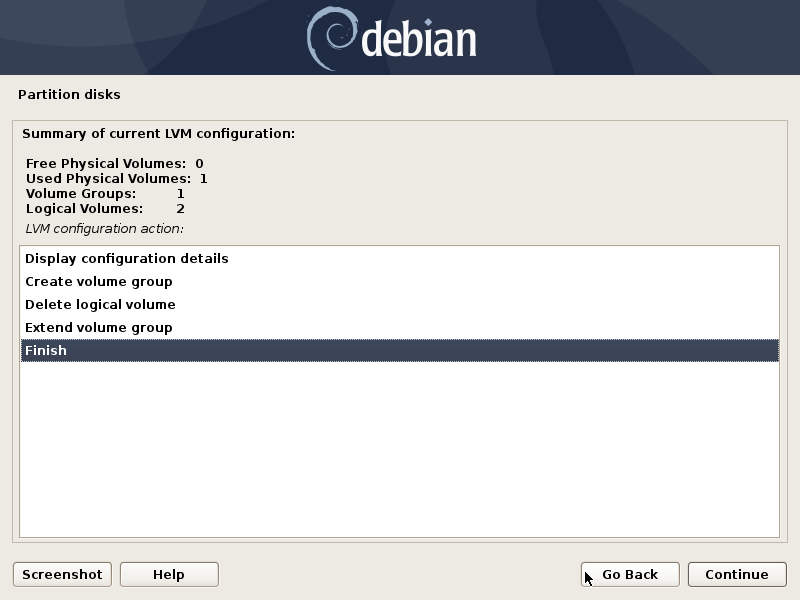 debian
Partition disks
Summary of current LVM configuration:
Free Physical Volumes: 0
Used Physical Volumes: 1
Volume Groups: 1
Logical Volumes: 2
LVM configuration action:
Display configuration details
Create volume group
Delete logical volume
Extend volume group
Finish
Screenshot Help Go Back Continue